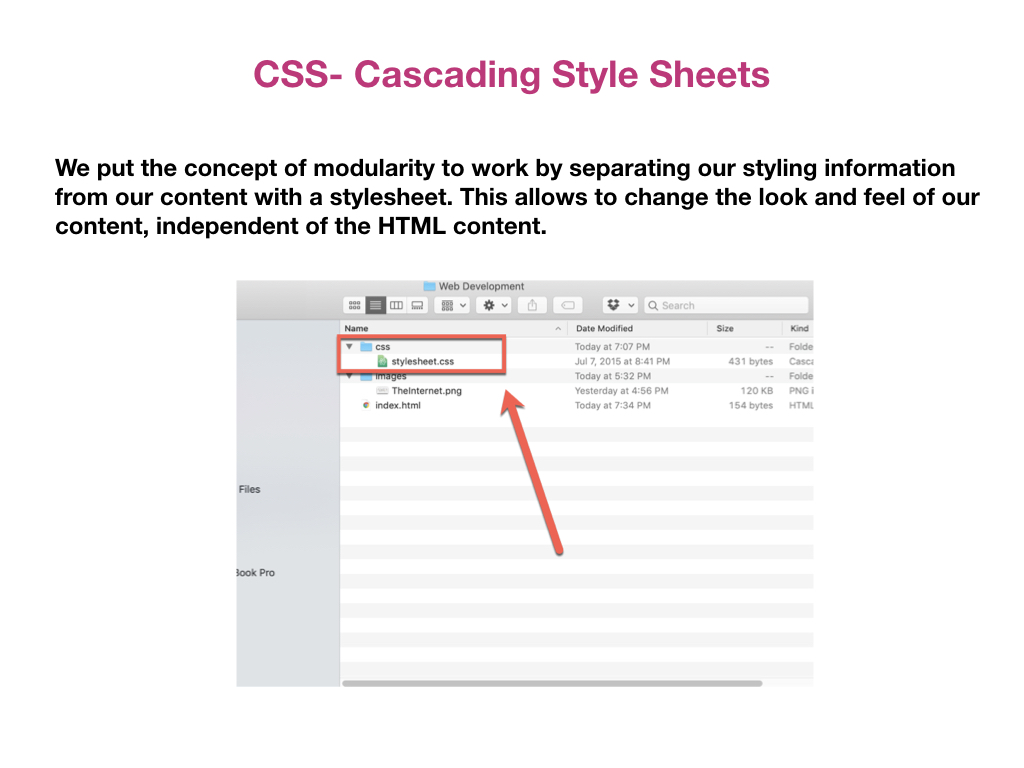 CSS- Cascading Style Sheets
We put the concept of modularity to work by separating our styling information
from our content with a stylesheet. This allows to change the look and feel of our
content, independent of the HTML content.
Web Development
Search
Name Date Modified Size Kind
css Today at 7:07 PM -- Folde
stylesheet.css Jul 7, 2015 at 8:41 PM 431 bytes Casca
images Today at 5:32 PM -- Folde
TheInternet.png Yesterday at 4:56 PM 120 KB PNG i
index.html Today at 7:34 PM 154 bytes HTML
Files
Book Pro